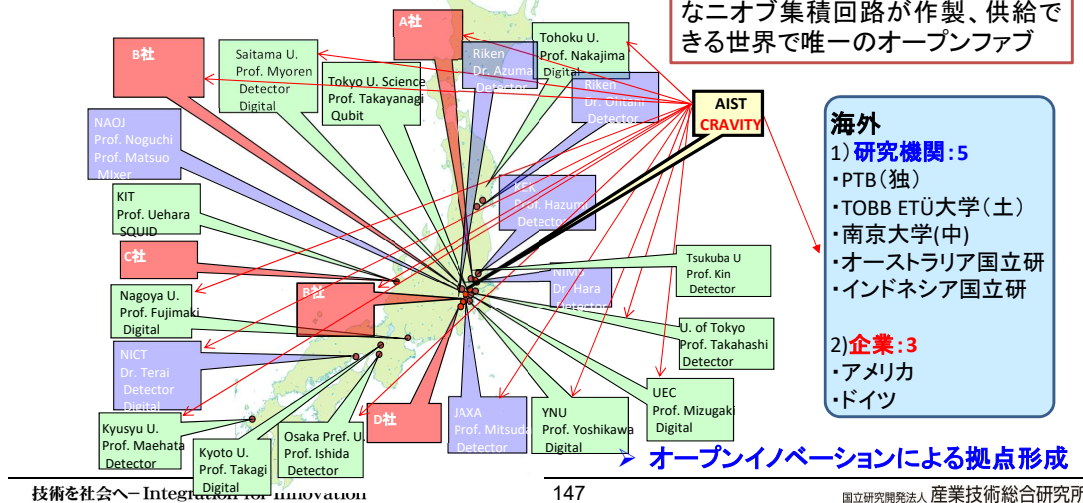 なニオブ集積回路が作製、供給で
きる世界で唯一のオープンファブ
A社
B社
Saitama U.
Prof. Myoren
Detector
Digital
Tokyo U. Science
Prof. Takayanagi
Qubit
Riken
Dr. Azuma
Detector
Tohoku U.
Prof. Nakajima
Digital
Riken
Dr. Ohtani
Detector
AIST
CRAVITY
NAOJ
Prof. Noguchi
Prof. Matsuo
MIxer
KIT
Prof. Uehara
SQUID
KEK
Prof. Hazumi
Detector
C社
B社
Nagoya U.
Prof. Fujimaki
Digital
NIMS
Dr. Hara
Detector
Tsukuba U
Prof. Kin
Detector
U. of Tokyo
Prof. Takahashi
Detector
NICT
Dr. Terai
Detector
Digital
Kyusyu U.
Prof. Maehata
Detector
Kyoto U.
Prof. Takagi
Digital
Osaka Pref. U.
Prof. Ishida
Detector
D社
JAXA
Prof. Mitsuda
Detector
YNU
Prof. Yoshikawa
Digital
UEC
Prof. Mizugaki
Digital
海外
1)研究機関:5
・PTB(独)
・TOBB ETÜ大学(土)
・南京大学(中)
・オーストラリア国立研
・インドネシア国立研
2)企業:3
・アメリカ
・ドイツ
➢ オープンイノベーションによる拠点形成
技術を社会へ−Integration for Innovation
147
国立研究開発法人 産業技術総合研究所